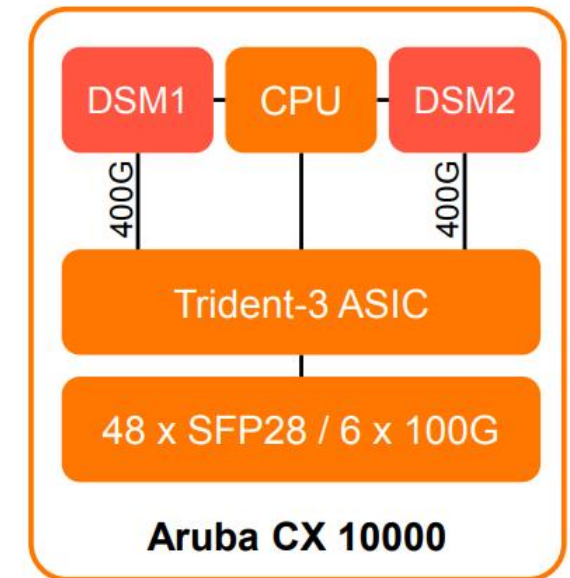 DSM1
CPU
DSM2
400G
400G
Trident-3 ASIC
48 x SFP28 / 6 x 100G
Aruba CX 10000